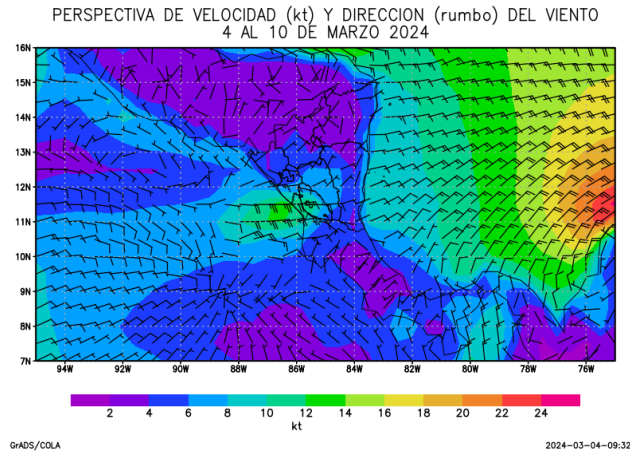 PERSPECTIVA DE VELOCIDAD (kt) Y DIRECCION (rumbo) DEL VIENTO
4 AL 10 DE MARZO 2024
16N
15N
14N
13N
12N
11N
10N
9N
8N
7N
94W 92W 90W 88W 86W 84W 82W 80W 78W 76W
2 4 6 8 10 12 14 16 18 20 22 24
kt
GrADS/COLA 2024-03-04-09:32